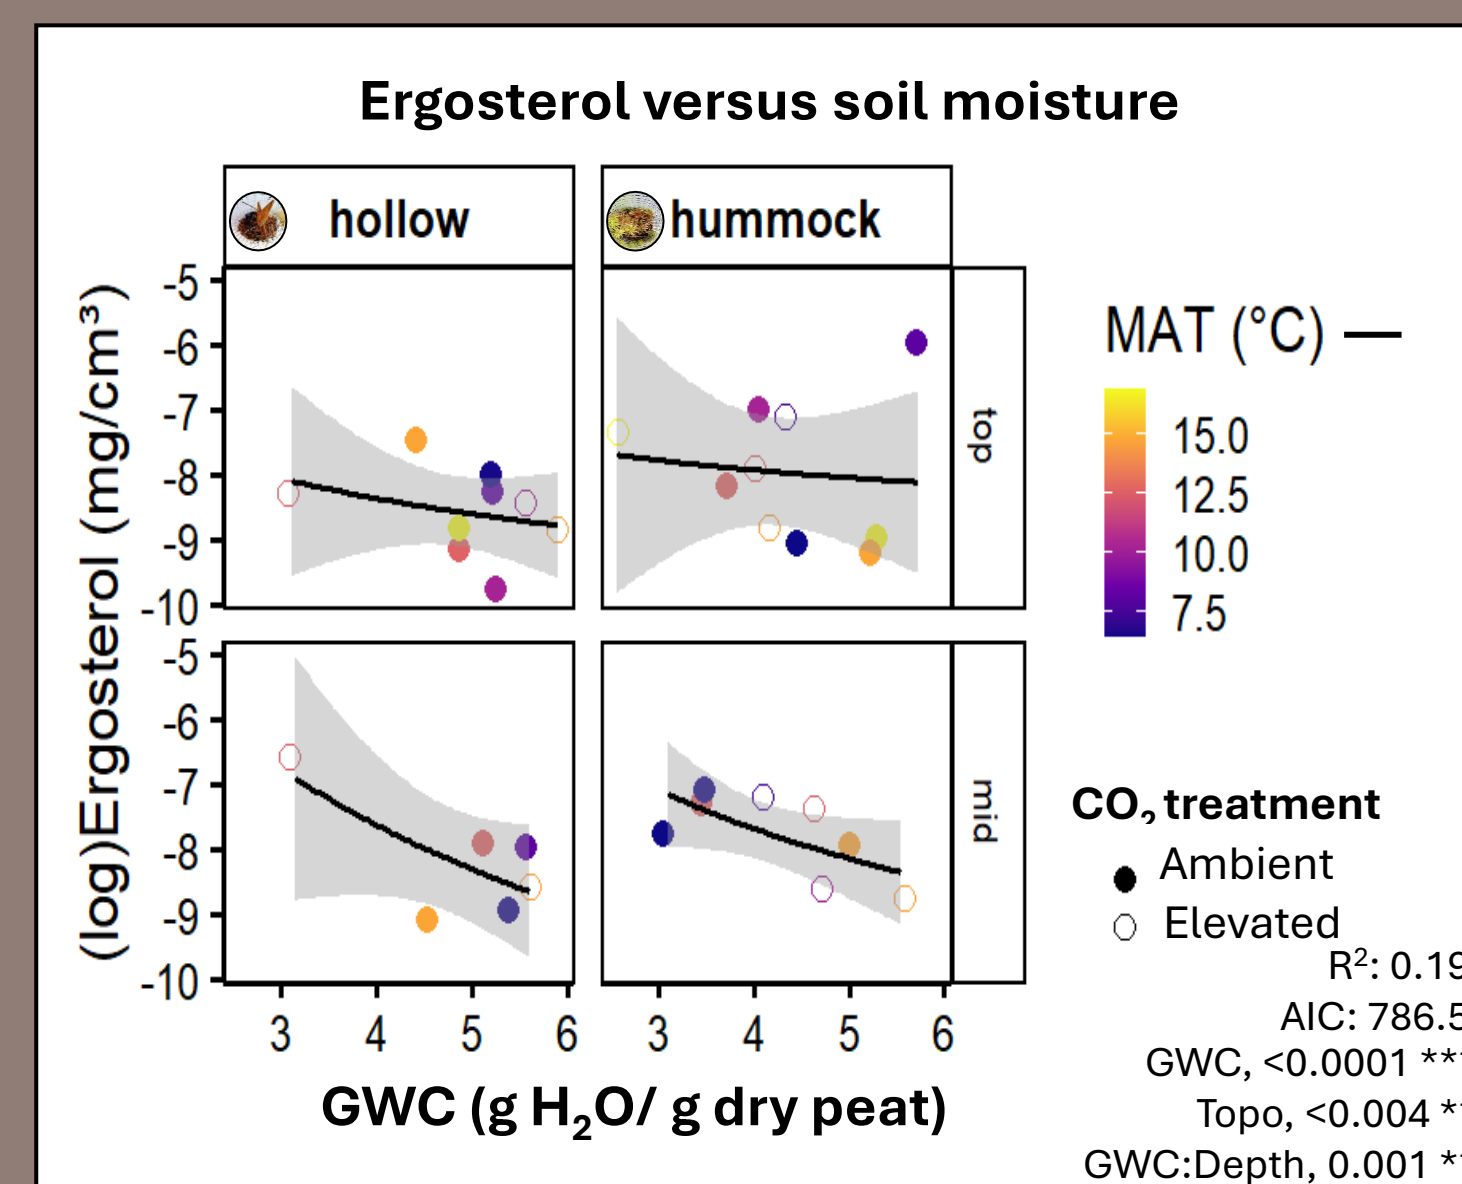 Ergosterol versus soil moisture
hollow
hummock
(log)Ergosterol (mg/cm³)
-5
-6
-7
-8
-9
-10
top
-5
-6
-7
-8
-9
-10
mid
3 4 5 6
3 4 5 6
GWC (g H₂O/ g dry peat)
MAT (°C)
15.0
12.5
10.0
7.5
CO₂ treatment
Ambient
Elevated
R²: 0.19
AIC: 786.5
GWC, <0.0001 **
Topo, <0.004 *
GWC:Depth, 0.001 *